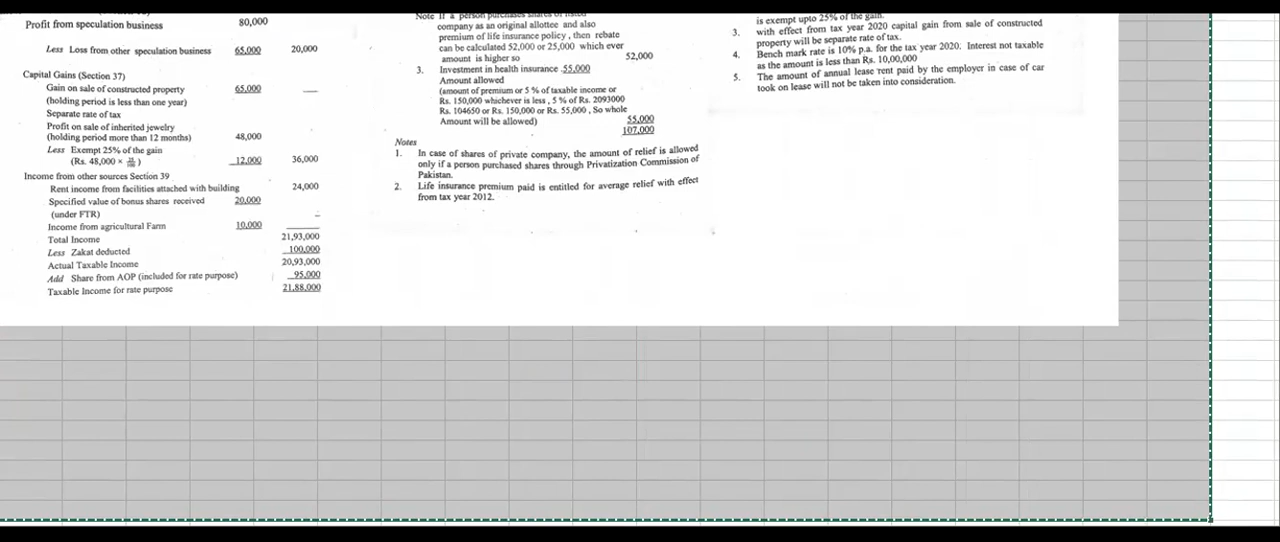 Profit from speculation business 80,000
Less Loss from other speculation business 65,000 20,000
Capital Gains (Section 37)
Gain on sale of constructed property 65,000 —
(holding period is less than one year)
Separate rate of tax
Profit on sale of inherited jewelry
(holding period more than 12 months) 48,000
Less Exempt 25% of the gain
(Rs. 48,000 × ) 12,000 36,000
Income from other sources Section 39
Rent income from facilities attached with building 24,000
Specified value of bonus shares received 20,000
(under FTR) –
Income from agricultural Farm 10,000
Total Income 21,93,000
Less Zakat deducted 100,000
Actual Taxable Income 20,93,000
Add Share from AOP (included for rate purpose) 95,000
Taxable Income for rate purpose 21,88,000
Note If a person purchases shares of listed
company as an original allottee and also
premium of life insurance policy , then rebate
can be calculated 52,000 or 25,000 which ever
amount is higher so 52,000
3. Investment in health insurance 55,000
Amount allowed
(amount of premium or 5 % of taxable income or
Rs. 150,000 whichever is less , 5 % of Rs. 2093000
Rs. 104650 or Rs. 150,000 or Rs. 55,000 , So whole
Amount will be allowed) 55,000
107,000
Notes
1. In case of shares of private company, the amount of relief is allowed
only if a person purchased shares through Privatization Commission of
Pakistan.
2. Life insurance premium paid is entitled for average relief with effect
from tax year 2012.
is exempt upto 25% of the gain.
3. with effect from tax year 2020 capital gain from sale of constructed
property will be separate rate of tax.
4. Bench mark rate is 10% p.a. for the tax year 2020. Interest not taxable
as the amount is less than Rs. 10,00,000
5. The amount of annual lease rent paid by the employer in case of car
took on lease will not be taken into consideration.